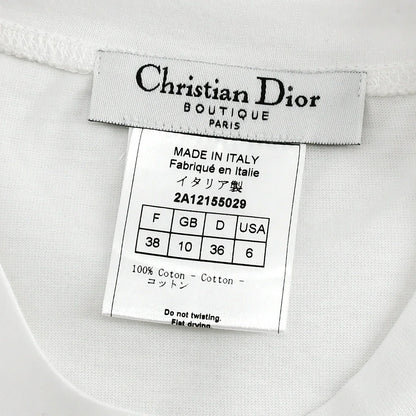 Christian Dior
BOUTIQUE
PARIS
MADE IN ITALY
Fabriqué en Italie
イタリア製
2A12155029
F GB D USA
38 10 36 6
100% Coton - Cotton -
コットン
Do not twisting.
Flat drying.